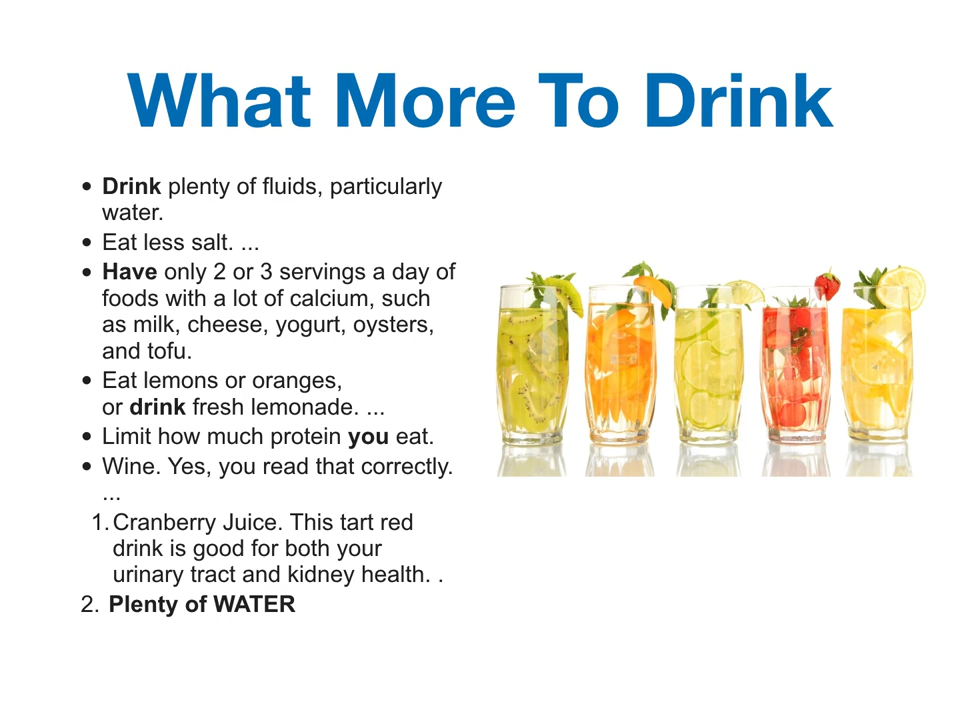 What More To Drink
• Drink plenty of fluids, particularly
water.
• Eat less salt. ...
• Have only 2 or 3 servings a day of
foods with a lot of calcium, such
as milk, cheese, yogurt, oysters,
and tofu.
• Eat lemons or oranges,
or drink fresh lemonade. ...
• Limit how much protein you eat.
• Wine. Yes, you read that correctly.
...
1. Cranberry Juice. This tart red
drink is good for both your
urinary tract and kidney health. .
2. Plenty of WATER